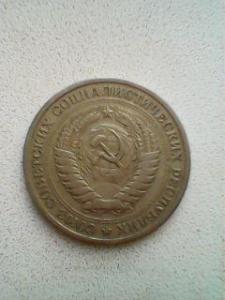 СОЮЗ СОВЕТСКИХ СОЦИАЛИСТИЧЕСКИХ РЕСПУБЛИК